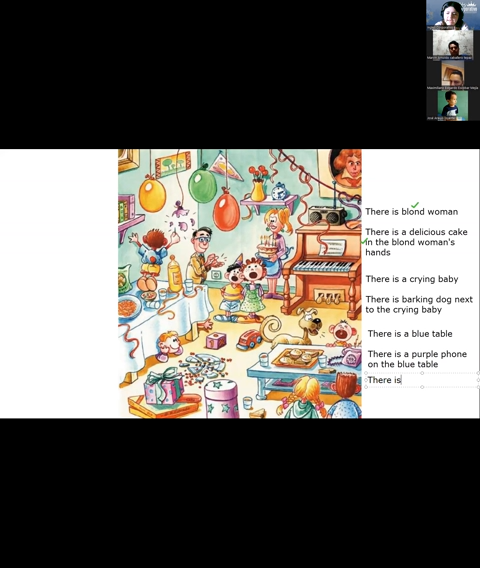 There is blond woman
There is a delicious cake
in the blond woman's
hands
There is a crying baby
There is barking dog next
to the crying baby
There is a blue table
There is a purple phone
on the blue table
There is